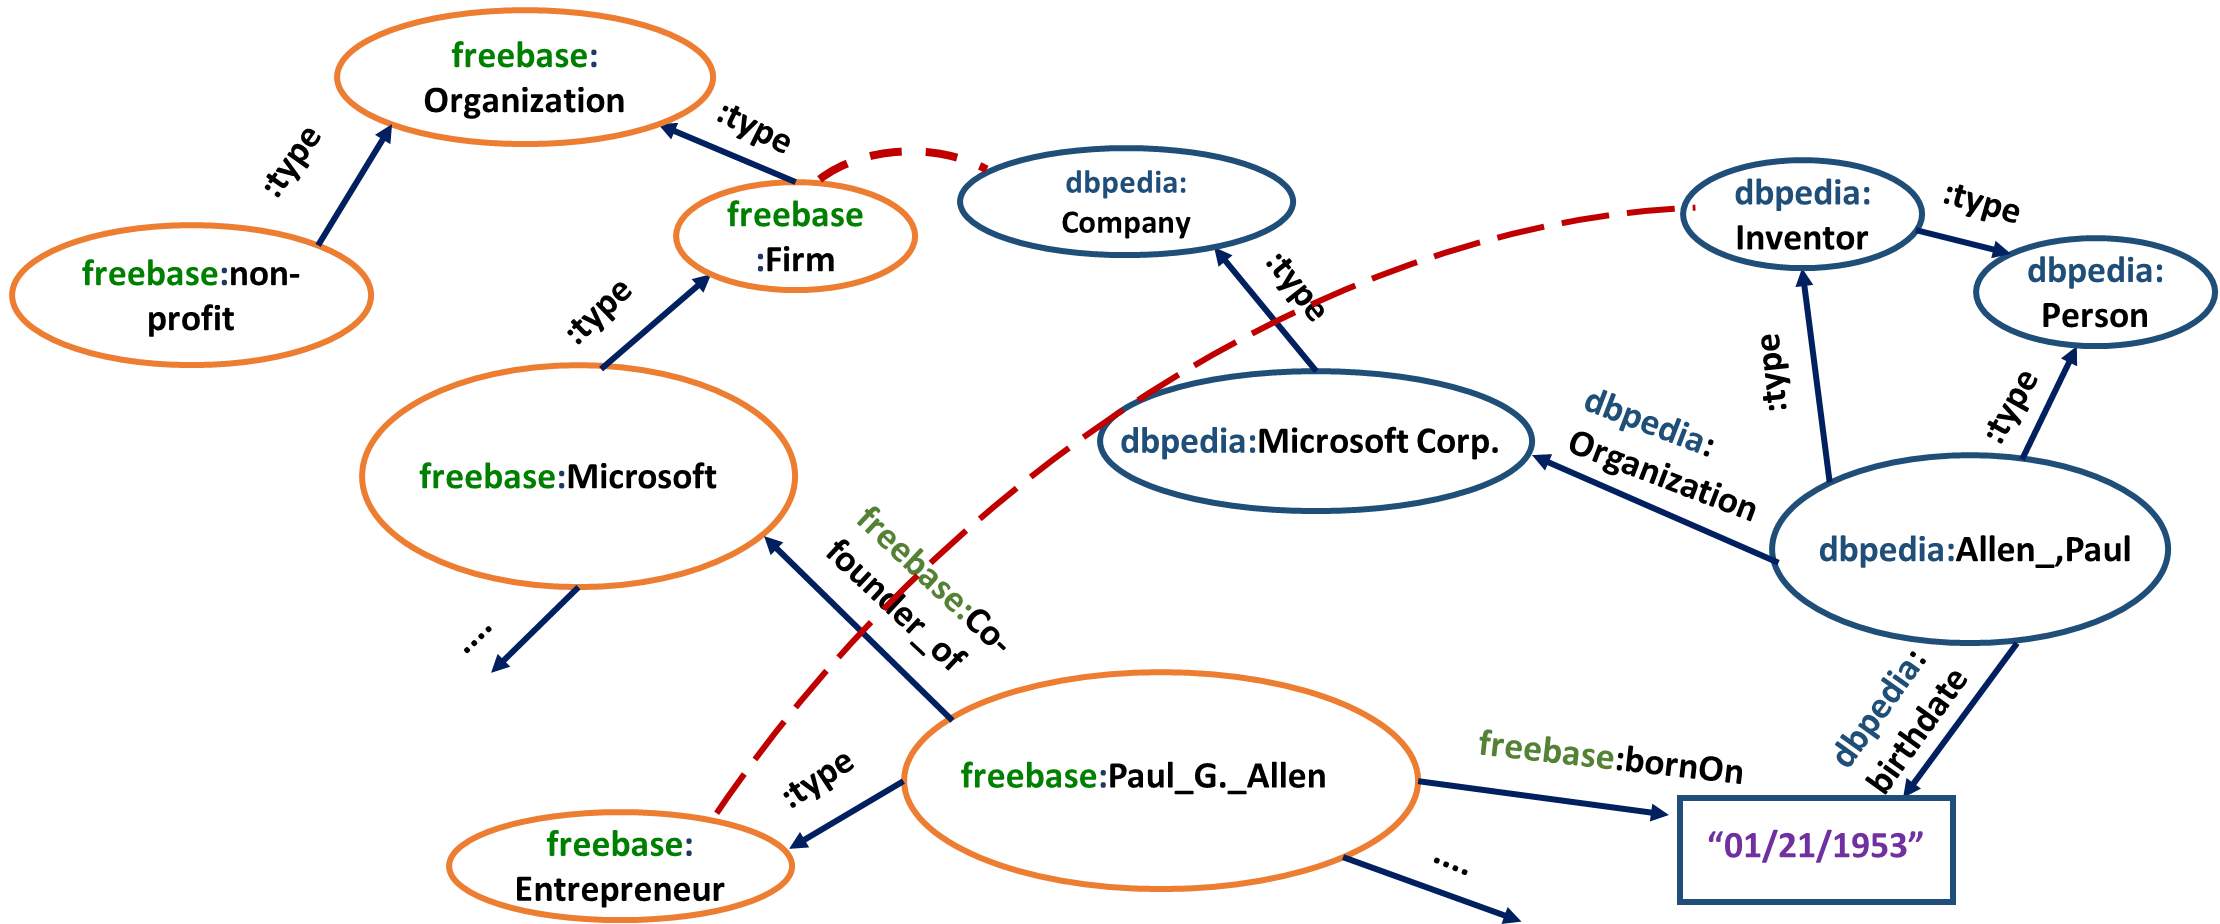 freebase:
Organization
:type
:type
freebase:non-
profit
freebase
:Firm
dbpedia:
Company
dbpedia:
Inventor
:type
dbpedia:
Person
:type
:type
:type
:type
freebase:Microsoft
dbpedia:Microsoft Corp.
dbpedia:
Organization
dbpedia:Allen_,Paul
freebase:Co-
founder_of
....
dbpedia:
birthdate
freebase:Paul_G._Allen
freebase:bornOn
:type
freebase:
Entrepreneur
“01/21/1953”
....